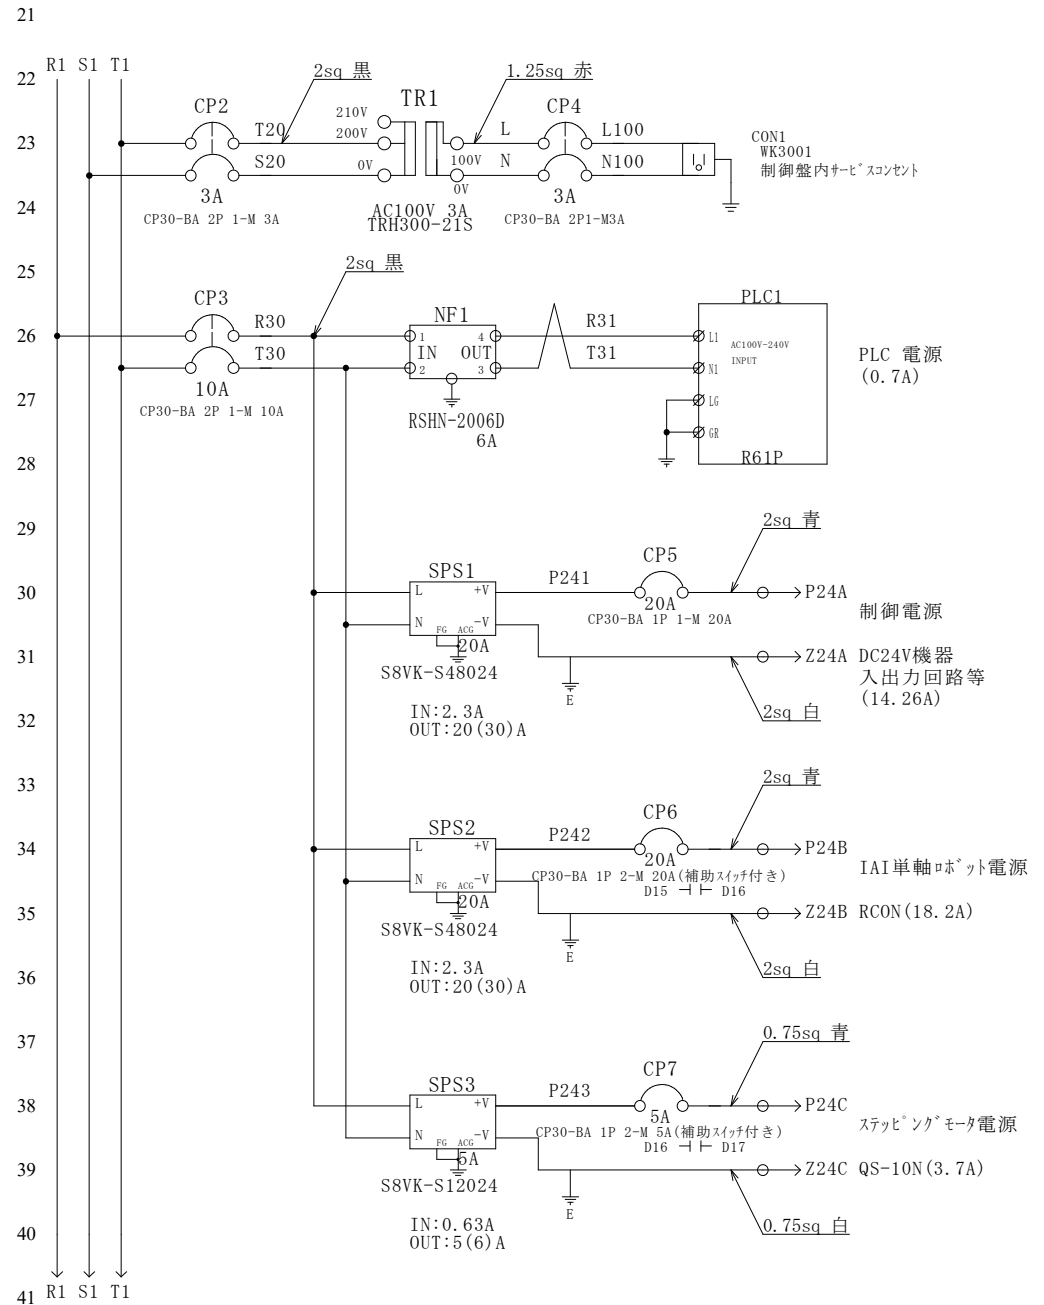 21
R1 S1 T1
2sq 黒
1.25sq 赤
22
CP2
TR1
CP4
210V
T20
200V
L
L100
CON1
23
WK3001
S20
0V
100V
N
N100
制御盤内サービスコンセント
0V
3A
3A
24
CP30-BA 2P 1-M 3A
AC100V 3A
CP30-BA 2P1-M3A
TRH300-21S
25
2sq 黒
CP3
PLC1
NF1
R30
R31
26
1
4
L1
AC100V-240V
IN
OUT
PLC 電源
T30
T31
INPUT
2
3
N1
(0.7A)
10A
27
LG
CP30-BA 2P 1-M 10A
RSHN-2006D
6A
GR
28
R61P
29
2sq 青
CP5
SPS1
P241
30
L
+V
P24A
20A
制御電源
CP30-BA 1P 1-M 20A
N
-V
FG ACG
20A
31
Z24A DC24V機器
S8VK-S48024
入出力回路等
E
(14.26A)
IN:2.3A
2sq 白
32
OUT:20(30)A
33
2sq 青
CP6
SPS2
P242
34
L
+V
P24B
20A
IAI単軸ロボット電源
CP30-BA 1P 2-M 20A(補助スイッチ付き)
N
-V
FG ACG
D15
D16
20A
35
Z24B RCON(18.2A)
S8VK-S48024
E
IN:2.3A
2sq 白
36
OUT:20(30)A
37
0.75sq 青
CP7
SPS3
P243
38
L
+V
P24C
5A
ステッピングモータ電源
CP30-BA 1P 2-M 5A(補助スイッチ付き)
N
-V
FG ACG
D16
D17
5A
39
Z24C QS-10N(3.7A)
S8VK-S12024
E
IN:0.63A
0.75sq 白
40
OUT:5(6)A
R1 S1 T1
41